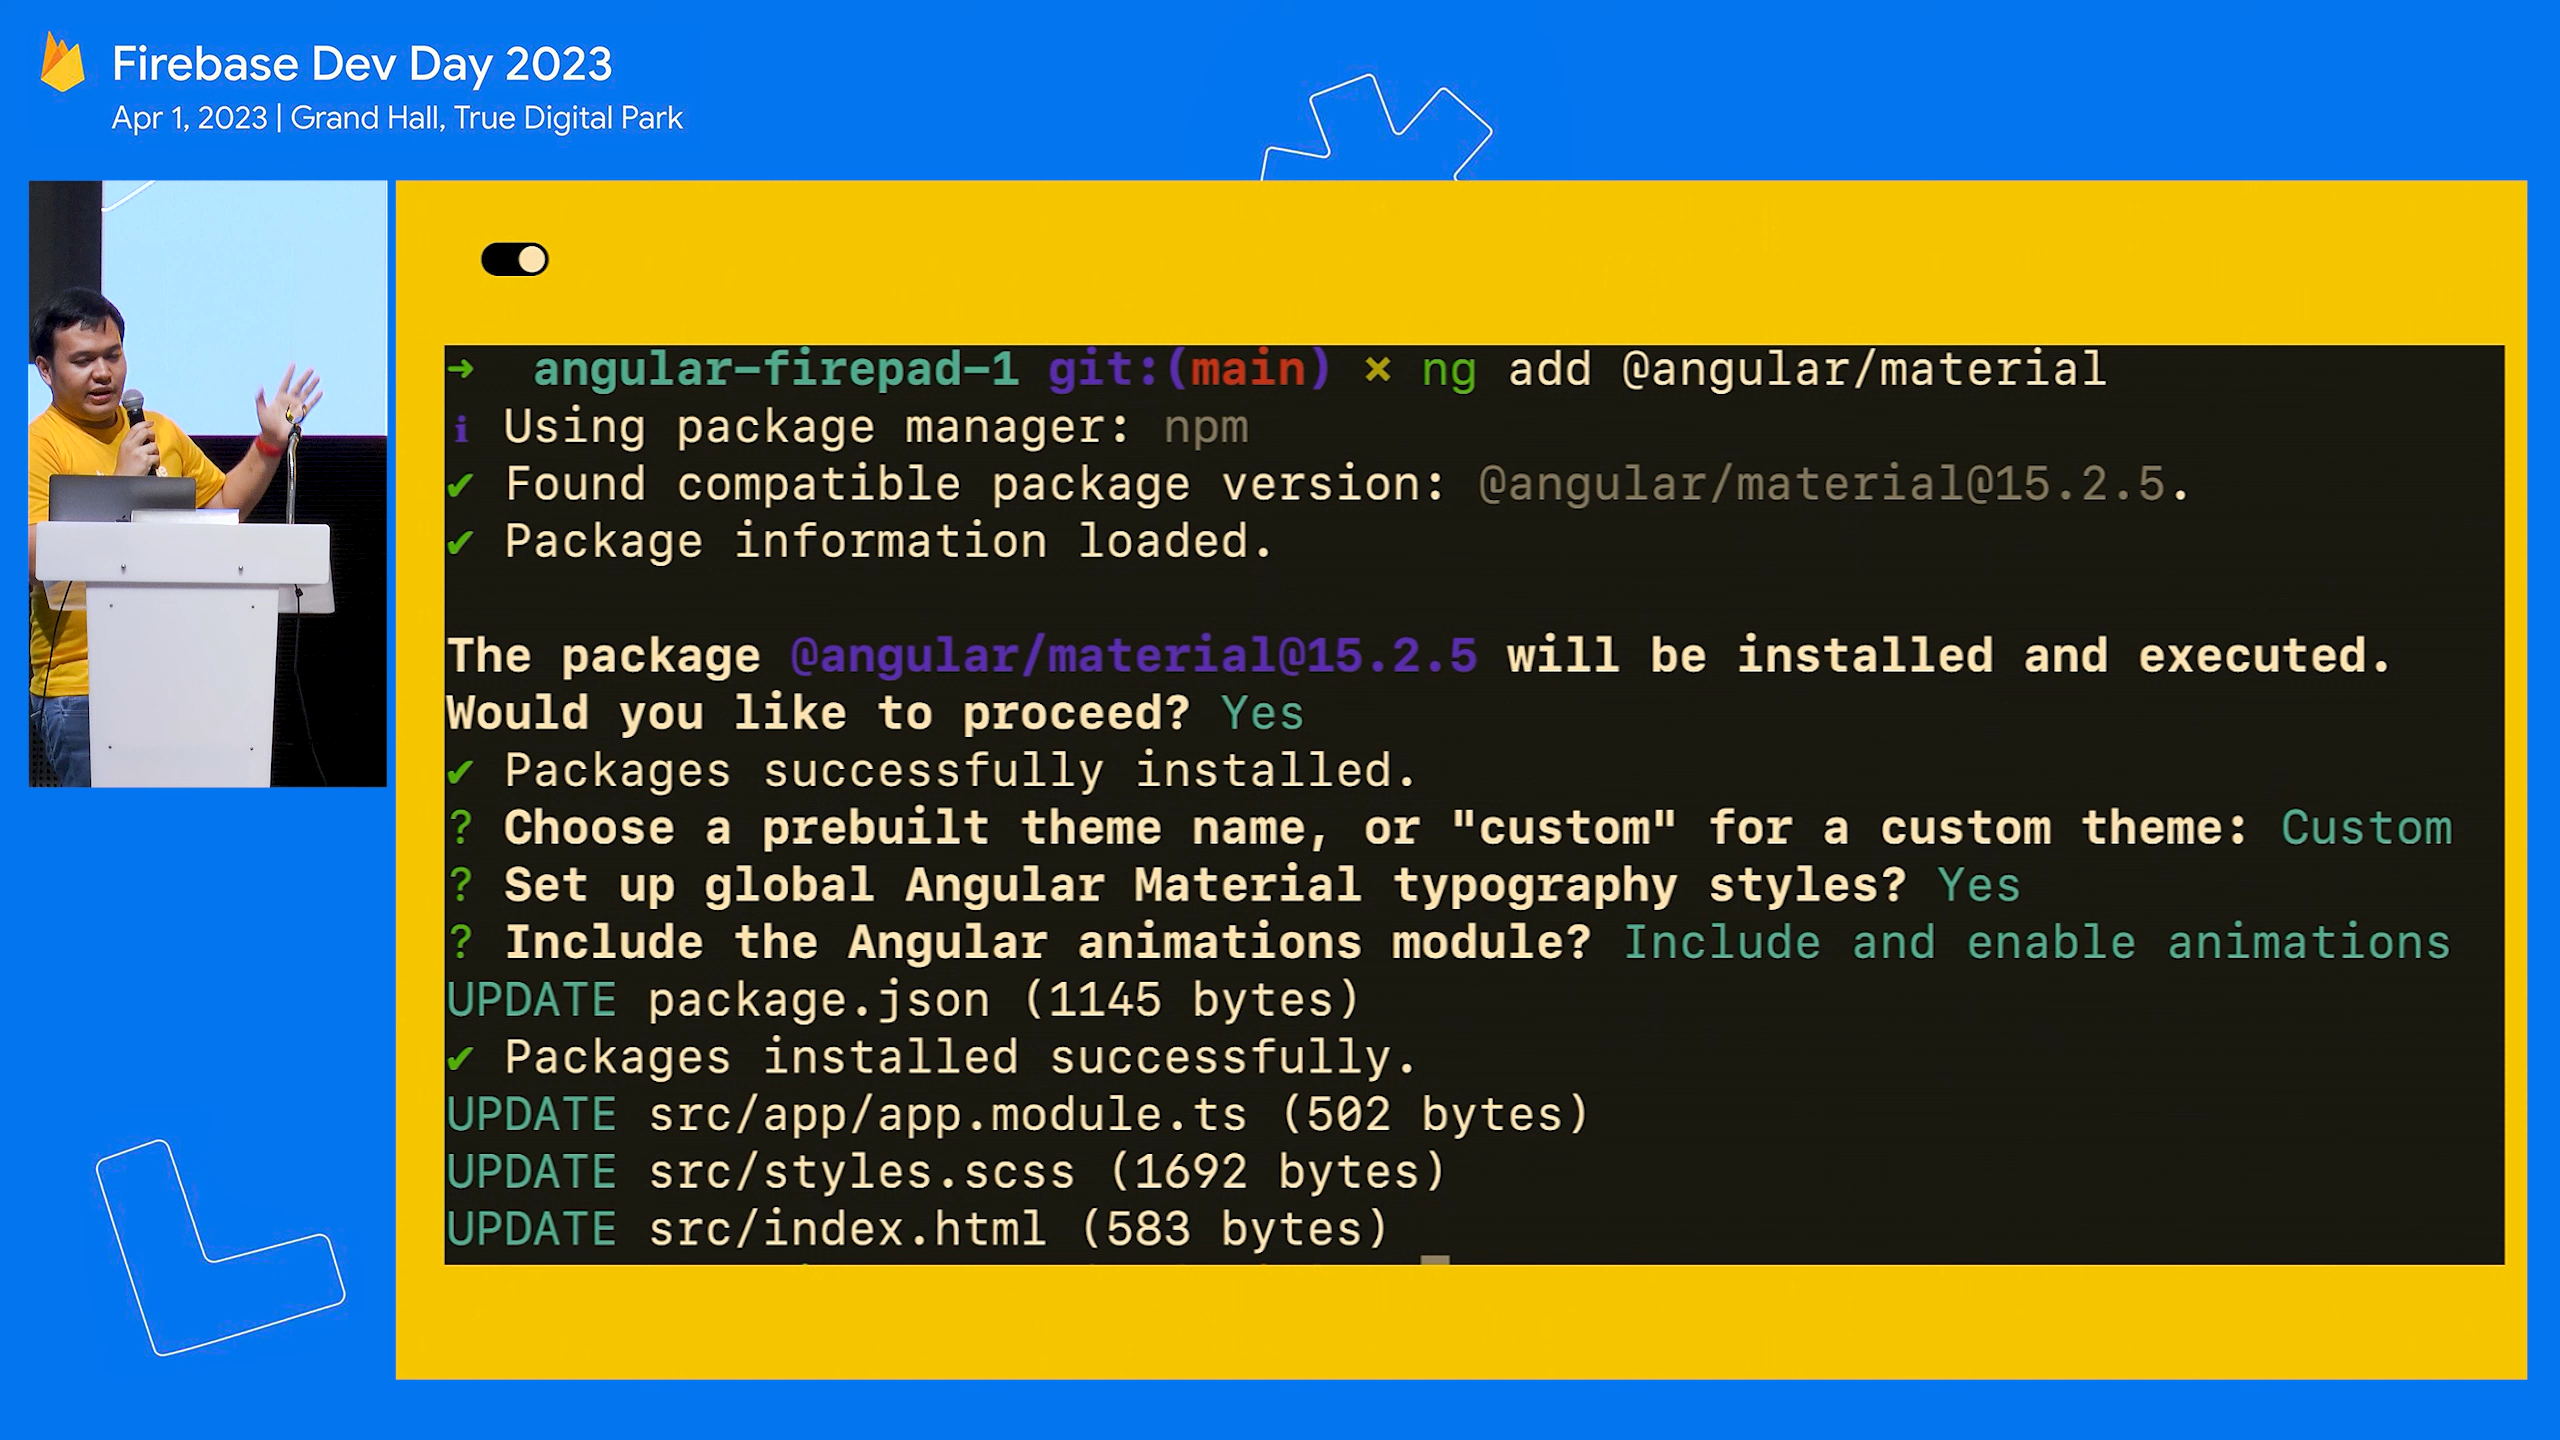 Firebase Dev Day 2023
Apr 1, 2023 | Grand Hall, True Digital Park
➜ angular-firepad-1 git:(main) ✗ ng add @angular/material
ℹ Using package manager: npm
✔ Found compatible package version: @angular/material@15.2.5.
✔ Package information loaded.
The package @angular/material@15.2.5 will be installed and executed.
Would you like to proceed? Yes
✔ Packages successfully installed.
? Choose a prebuilt theme name, or "custom" for a custom theme: Custom
? Set up global Angular Material typography styles? Yes
? Include the Angular animations module? Include and enable animations
UPDATE package.json (1145 bytes)
✔ Packages installed successfully.
UPDATE src/app/app.module.ts (502 bytes)
UPDATE src/styles.scss (1692 bytes)
UPDATE src/index.html (583 bytes)